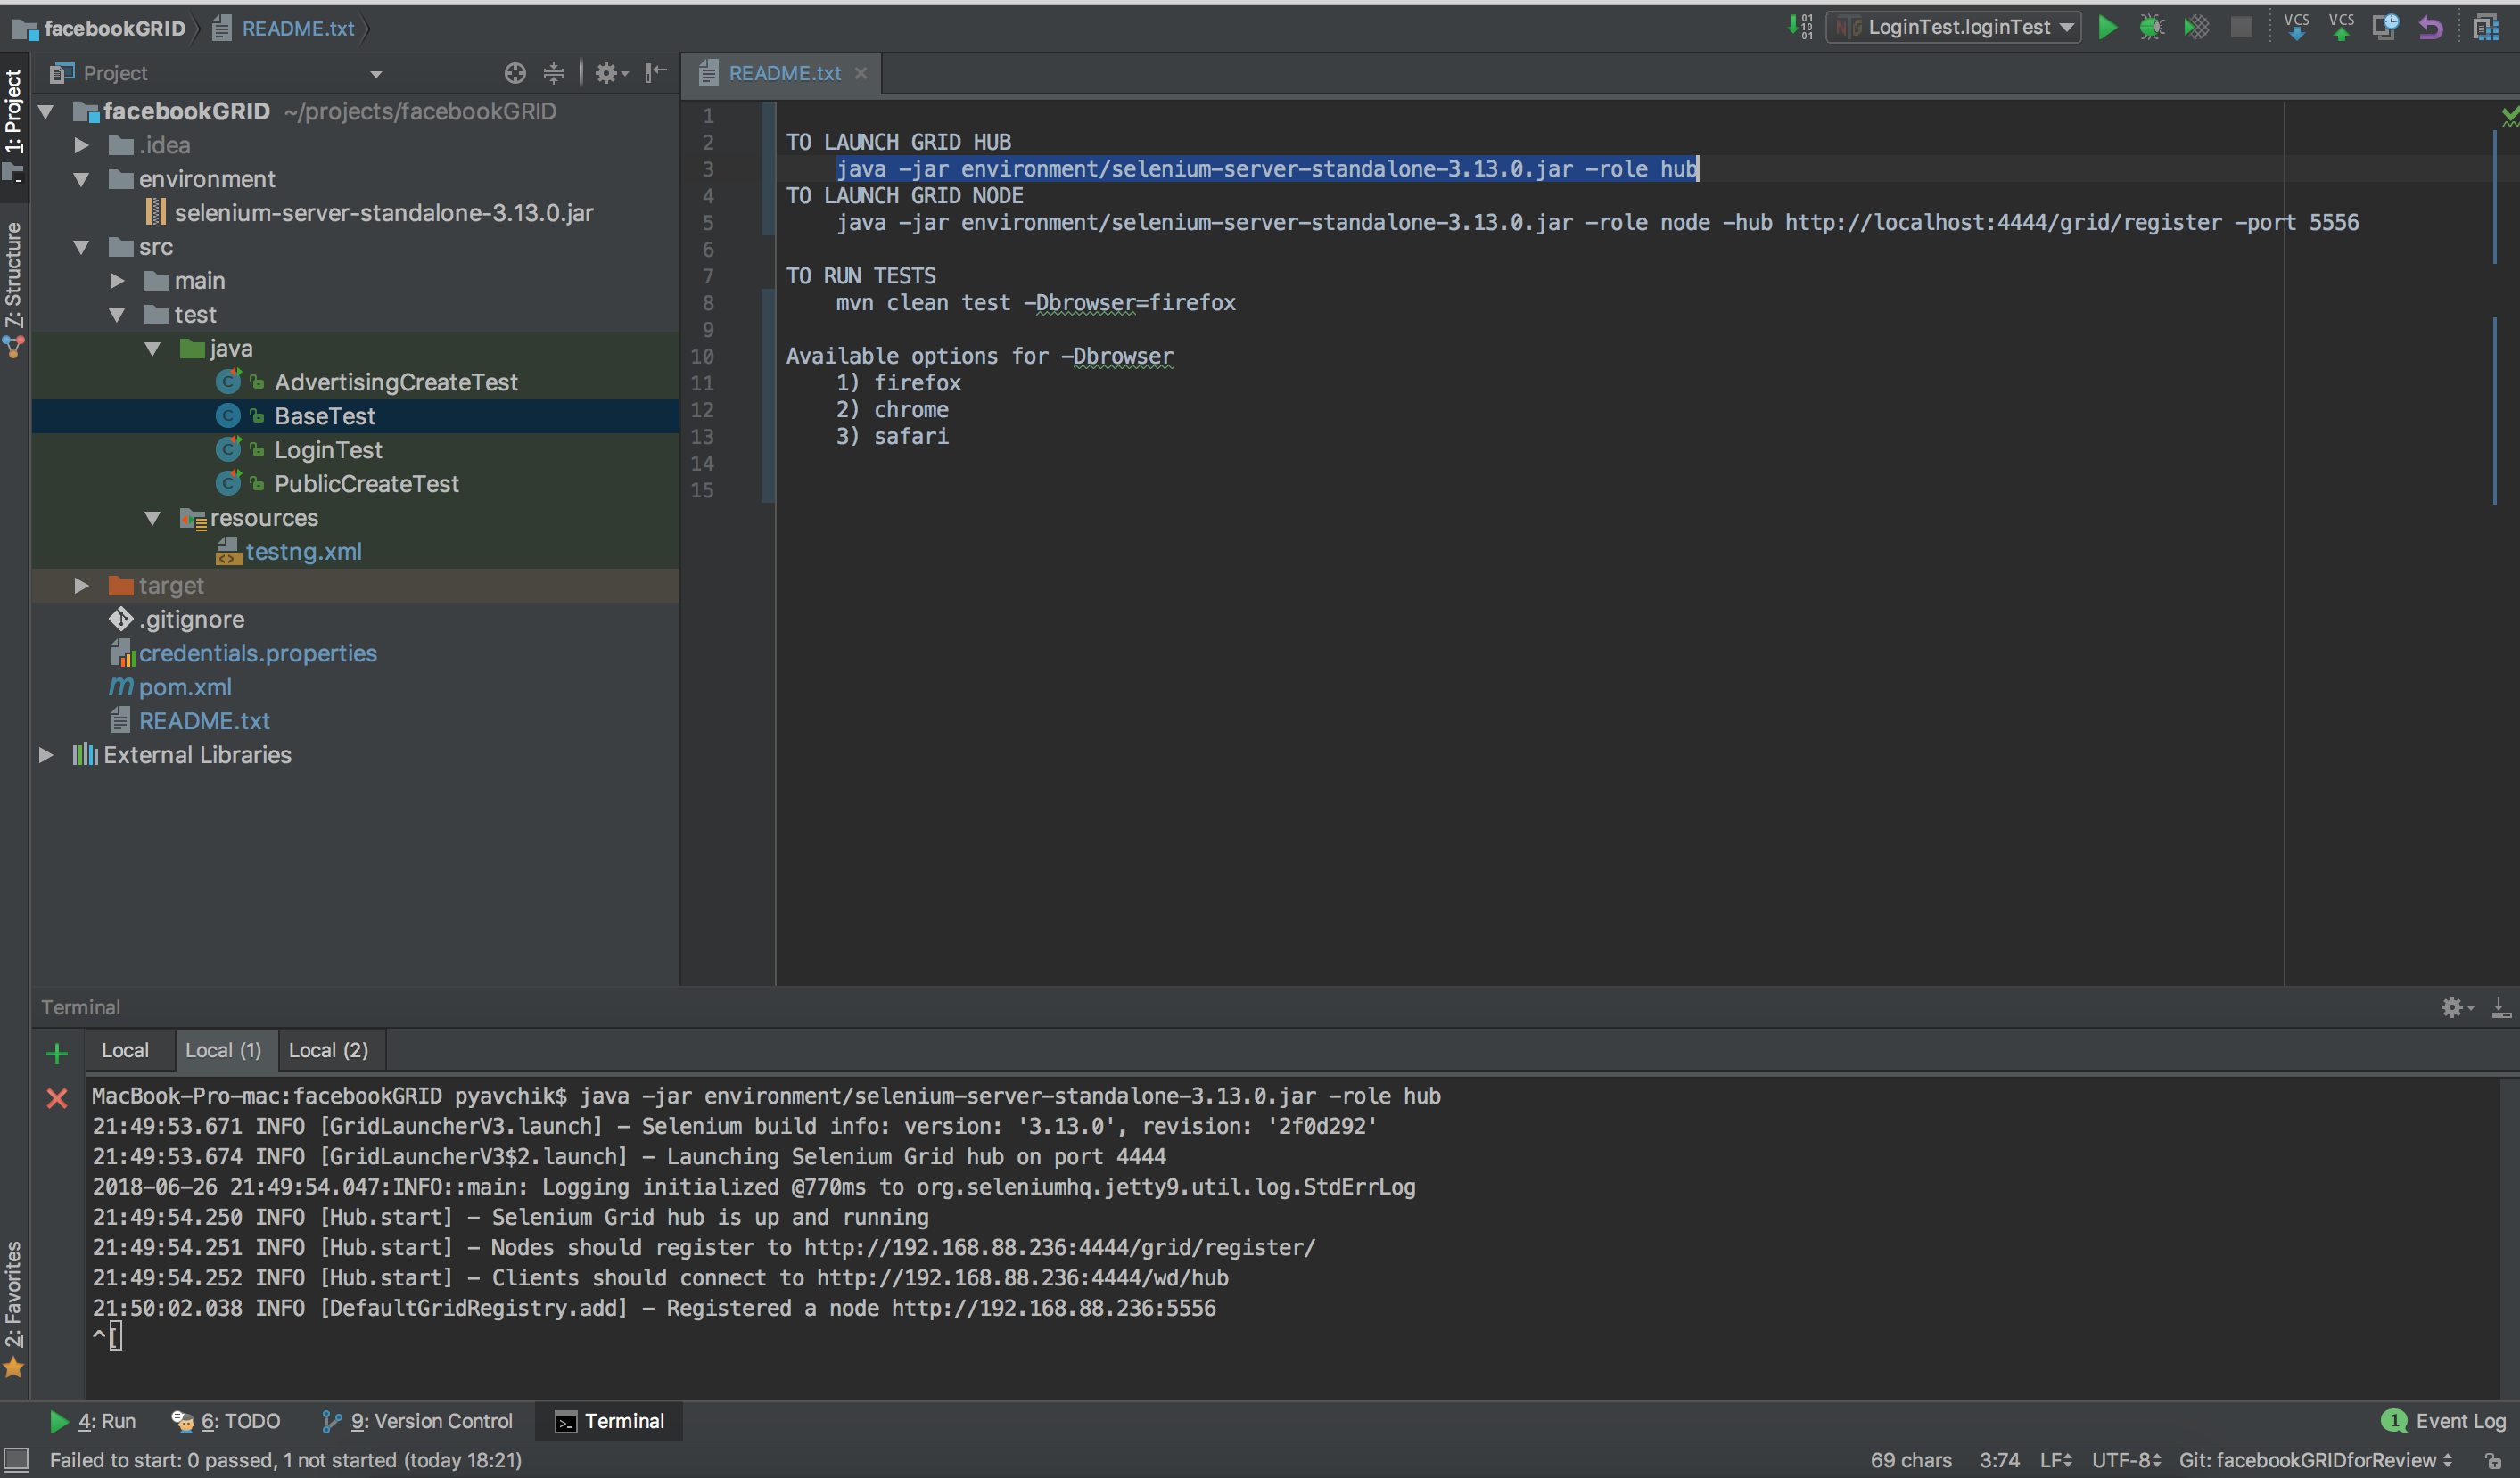 facebookGRID README.txt
LoginTest.loginTest
VCS VCS
1: Project
Z: Structure
2: Favorites
Project
README.txt
facebookGRID ~/projects/facebookGRID
.idea
environment
selenium-server-standalone-3.13.0.jar
src
main
test
java
AdvertisingCreateTest
BaseTest
LoginTest
PublicCreateTest
resources
testng.xml
target
.gitignore
credentials.properties
pom.xml
README.txt
External Libraries
1
2 TO LAUNCH GRID HUB
3 java -jar environment/selenium-server-standalone-3.13.0.jar -role hub
4 TO LAUNCH GRID NODE
5 java -jar environment/selenium-server-standalone-3.13.0.jar -role node -hub http://localhost:4444/grid/register -port 5556
6
7 TO RUN TESTS
8 mvn clean test -Dbrowser=firefox
9
10 Available options for -Dbrowser
11 1) firefox
12 2) chrome
13 3) safari
14
15
Terminal
Local Local (1) Local (2)
MacBook-Pro-mac:facebookGRID pyavchik$ java -jar environment/selenium-server-standalone-3.13.0.jar -role hub
21:49:53.671 INFO [GridLauncherV3.launch] - Selenium build info: version: '3.13.0', revision: '2f0d292'
21:49:53.674 INFO [GridLauncherV3$2.launch] - Launching Selenium Grid hub on port 4444
2018-06-26 21:49:54.047:INFO::main: Logging initialized @770ms to org.seleniumhq.jetty9.util.log.StdErrLog
21:49:54.250 INFO [Hub.start] - Selenium Grid hub is up and running
21:49:54.251 INFO [Hub.start] - Nodes should register to http://192.168.88.236:4444/grid/register/
21:49:54.252 INFO [Hub.start] - Clients should connect to http://192.168.88.236:4444/wd/hub
21:50:02.038 INFO [DefaultGridRegistry.add] - Registered a node http://192.168.88.236:5556
^[
4: Run 6: TODO 9: Version Control Terminal 1 Event Log
Failed to start: 0 passed, 1 not started (today 18:21) 69 chars 3:74 LF UTF-8 Git: facebookGRIDforReview